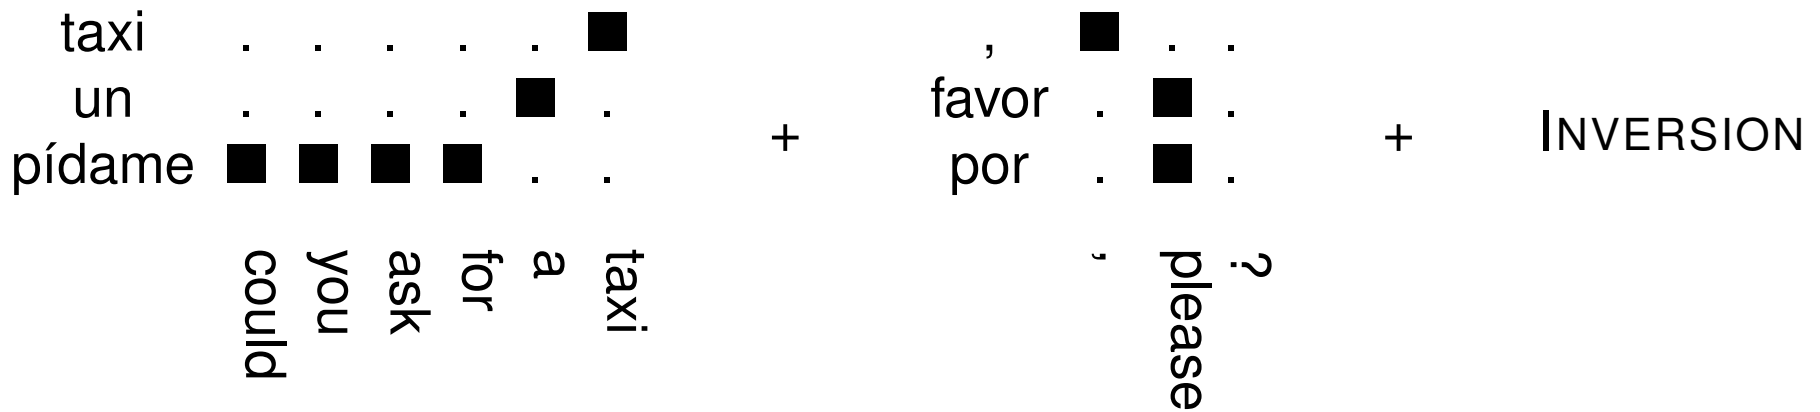 taxi
un
pídame
could
you
ask
for
a
taxi
+
,
favor
por
,
please
?
+
INVERSION